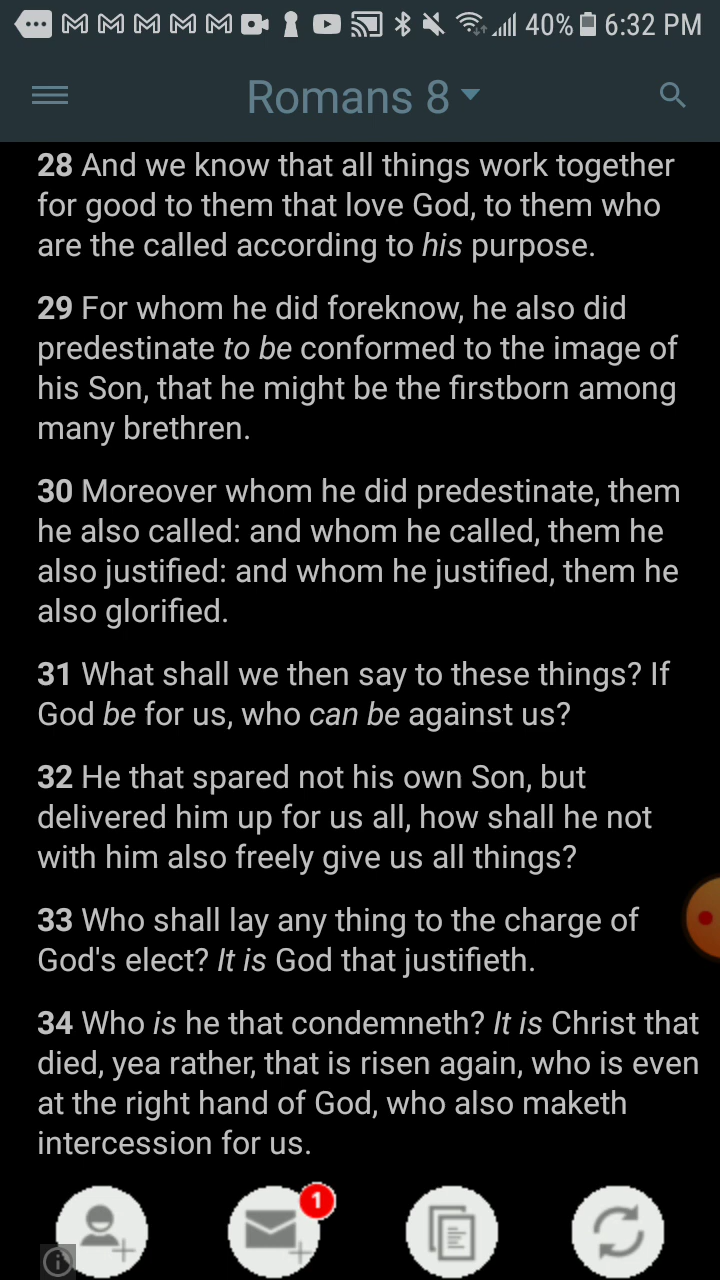 40% 6:32 PM
Romans 8
28 And we know that all things work together
for good to them that love God, to them who
are the called according to his purpose.
29 For whom he did foreknow, he also did
predestinate to be conformed to the image of
his Son, that he might be the firstborn among
many brethren.
30 Moreover whom he did predestinate, them
he also called: and whom he called, them he
also justified: and whom he justified, them he
also glorified.
31 What shall we then say to these things? If
God be for us, who can be against us?
32 He that spared not his own Son, but
delivered him up for us all, how shall he not
with him also freely give us all things?
33 Who shall lay any thing to the charge of
God's elect? It is God that justifieth.
34 Who is he that condemneth? It is Christ that
died, yea rather, that is risen again, who is even
at the right hand of God, who also maketh
intercession for us.
1